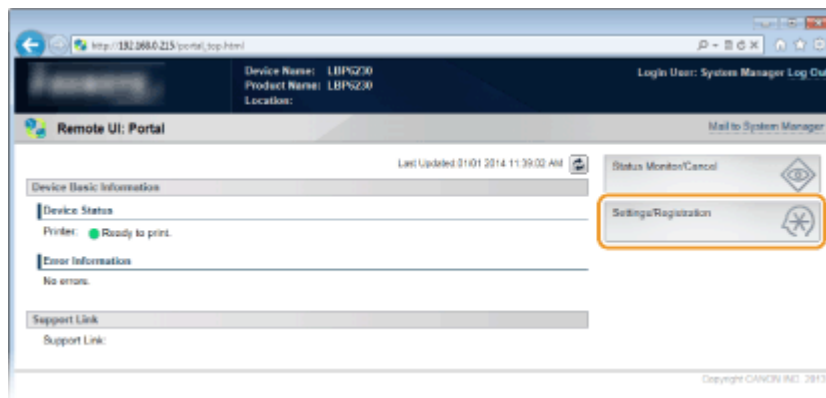 http://192.168.0.215/portal_top.html
Device Name: LBP6230
Product Name: LBP6230
Location:
Login User: System Manager Log Ou
Remote UI: Portal
Mail to System Manager
Last Updated 01/01 2014 11:39:02 AM
Device Basic Information
Device Status
Printer: Ready to print.
Error Information
No errors.
Support Link
Support Link:
Status Monitor/Cancel
Settings/Registration
Copyright CANON INC. 2013